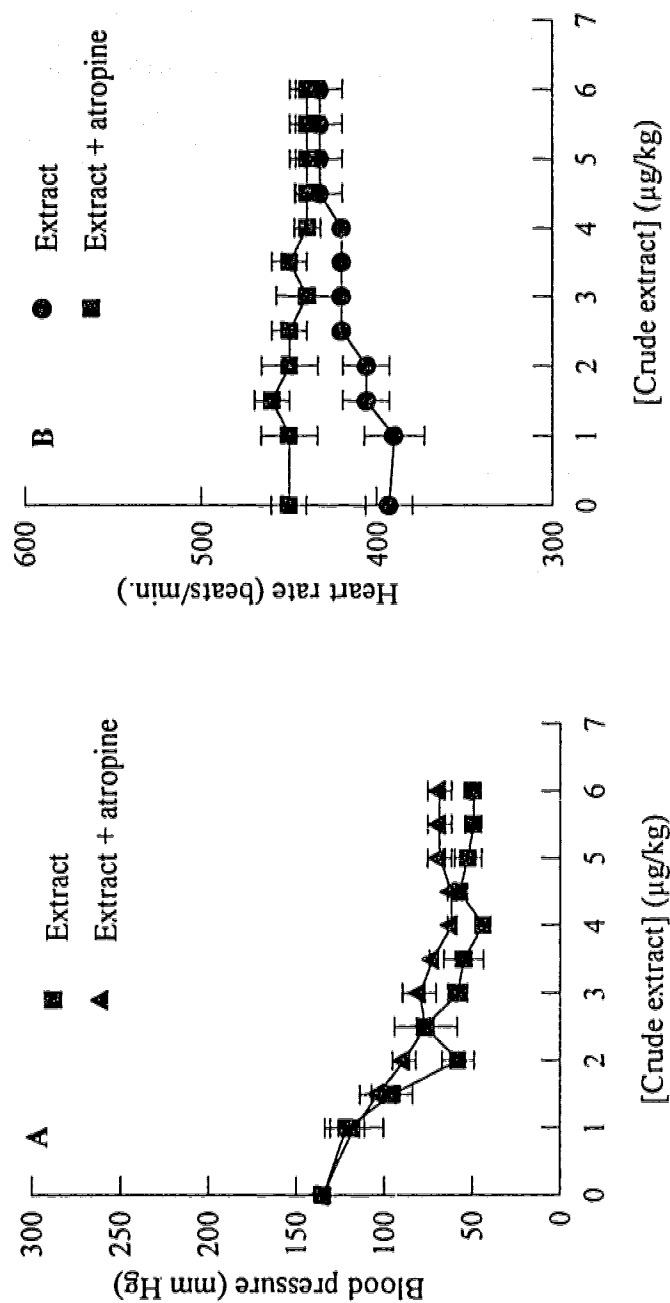 A
Extract
Extract + atropine
Blood pressure (mm Hg)
300
250
200
150
100
50
0
0 1 2 3 4 5 6 7
[Crude extract] (µg/kg)
B
Extract
Extract + atropine
Heart rate (beats/min.)
600
500
400
300
0 1 2 3 4 5 6 7
[Crude extract] (µg/kg)